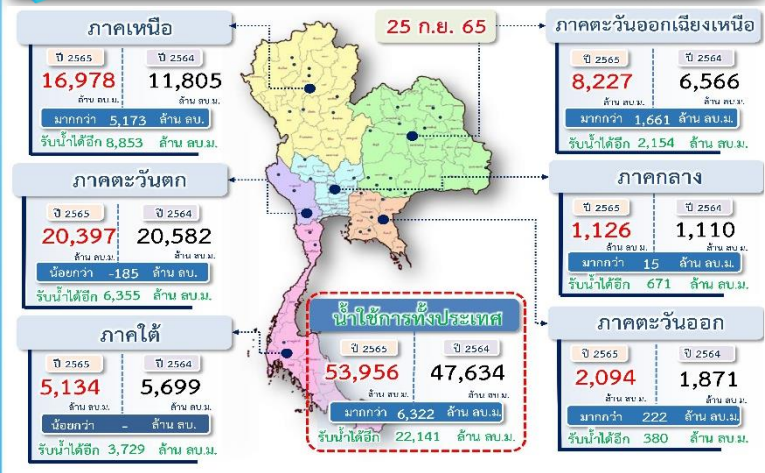 25 ก.ย. 65
ภาคเหนือ
ปี 2565 ปี 2564
16,978 11,805
ล้าน ลบ.ม. ล้าน ลบ.ม.
มากกว่า 5,173 ล้าน ลบ.
รับน้ำได้อีก 8,853 ล้าน ลบ.ม.
ภาคตะวันออกเฉียงเหนือ
ปี 2565 ปี 2564
8,227 6,566
ล้าน ลบ.ม. ล้าน ลบ.ม.
มากกว่า 1,661 ล้าน ลบ.ม.
รับน้ำได้อีก 2,154 ล้าน ลบ.ม.
ภาคตะวันตก
ปี 2565 ปี 2564
20,397 20,582
ล้าน ลบ.ม. ล้าน ลบ.ม.
น้อยกว่า -185 ล้าน ลบ.
รับน้ำได้อีก 6,355 ล้าน ลบ.ม.
ภาคกลาง
ปี 2565 ปี 2564
1,126 1,110
ล้าน ลบ.ม. ล้าน ลบ.ม.
มากกว่า 15 ล้าน ลบ.ม.
รับน้ำได้อีก 671 ล้าน ลบ.ม.
ภาคใต้
ปี 2565 ปี 2564
5,134 5,699
ล้าน ลบ.ม. ล้าน ลบ.ม.
น้อยกว่า - ล้าน ลบ.
รับน้ำได้อีก 3,729 ล้าน ลบ.ม.
น้ำใช้การทั้งประเทศ
ปี 2565 ปี 2564
53,956 47,634
ล้าน ลบ.ม. ล้าน ลบ.ม.
มากกว่า 6,322 ล้าน ลบ.ม.
รับน้ำได้อีก 22,141 ล้าน ลบ.ม.
ภาคตะวันออก
ปี 2565 ปี 2564
2,094 1,871
ล้าน ลบ.ม. ล้าน ลบ.ม.
มากกว่า 222 ล้าน ลบ.ม.
รับน้ำได้อีก 380 ล้าน ลบ.ม.